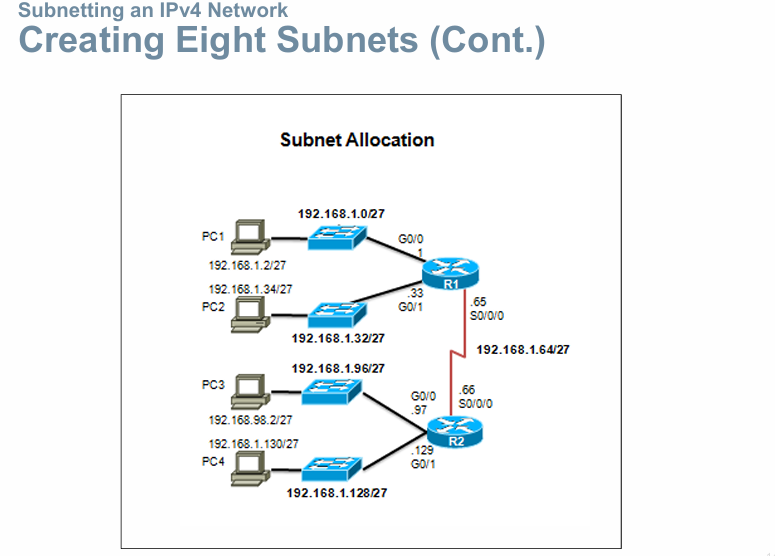 Subnetting an IPv4 Network
Creating Eight Subnets (Cont.)
Subnet Allocation
192.168.1.0/27
PC1
G0/0
.1
192.168.1.2/27
R1
192.168.1.34/27
.33
PC2
G0/1
.65
S0/0/0
192.168.1.32/27
192.168.1.64/27
192.168.1.96/27
PC3
G0/0
.97
.66
S0/0/0
192.168.98.2/27
R2
192.168.1.130/27
.129
PC4
G0/1
192.168.1.128/27